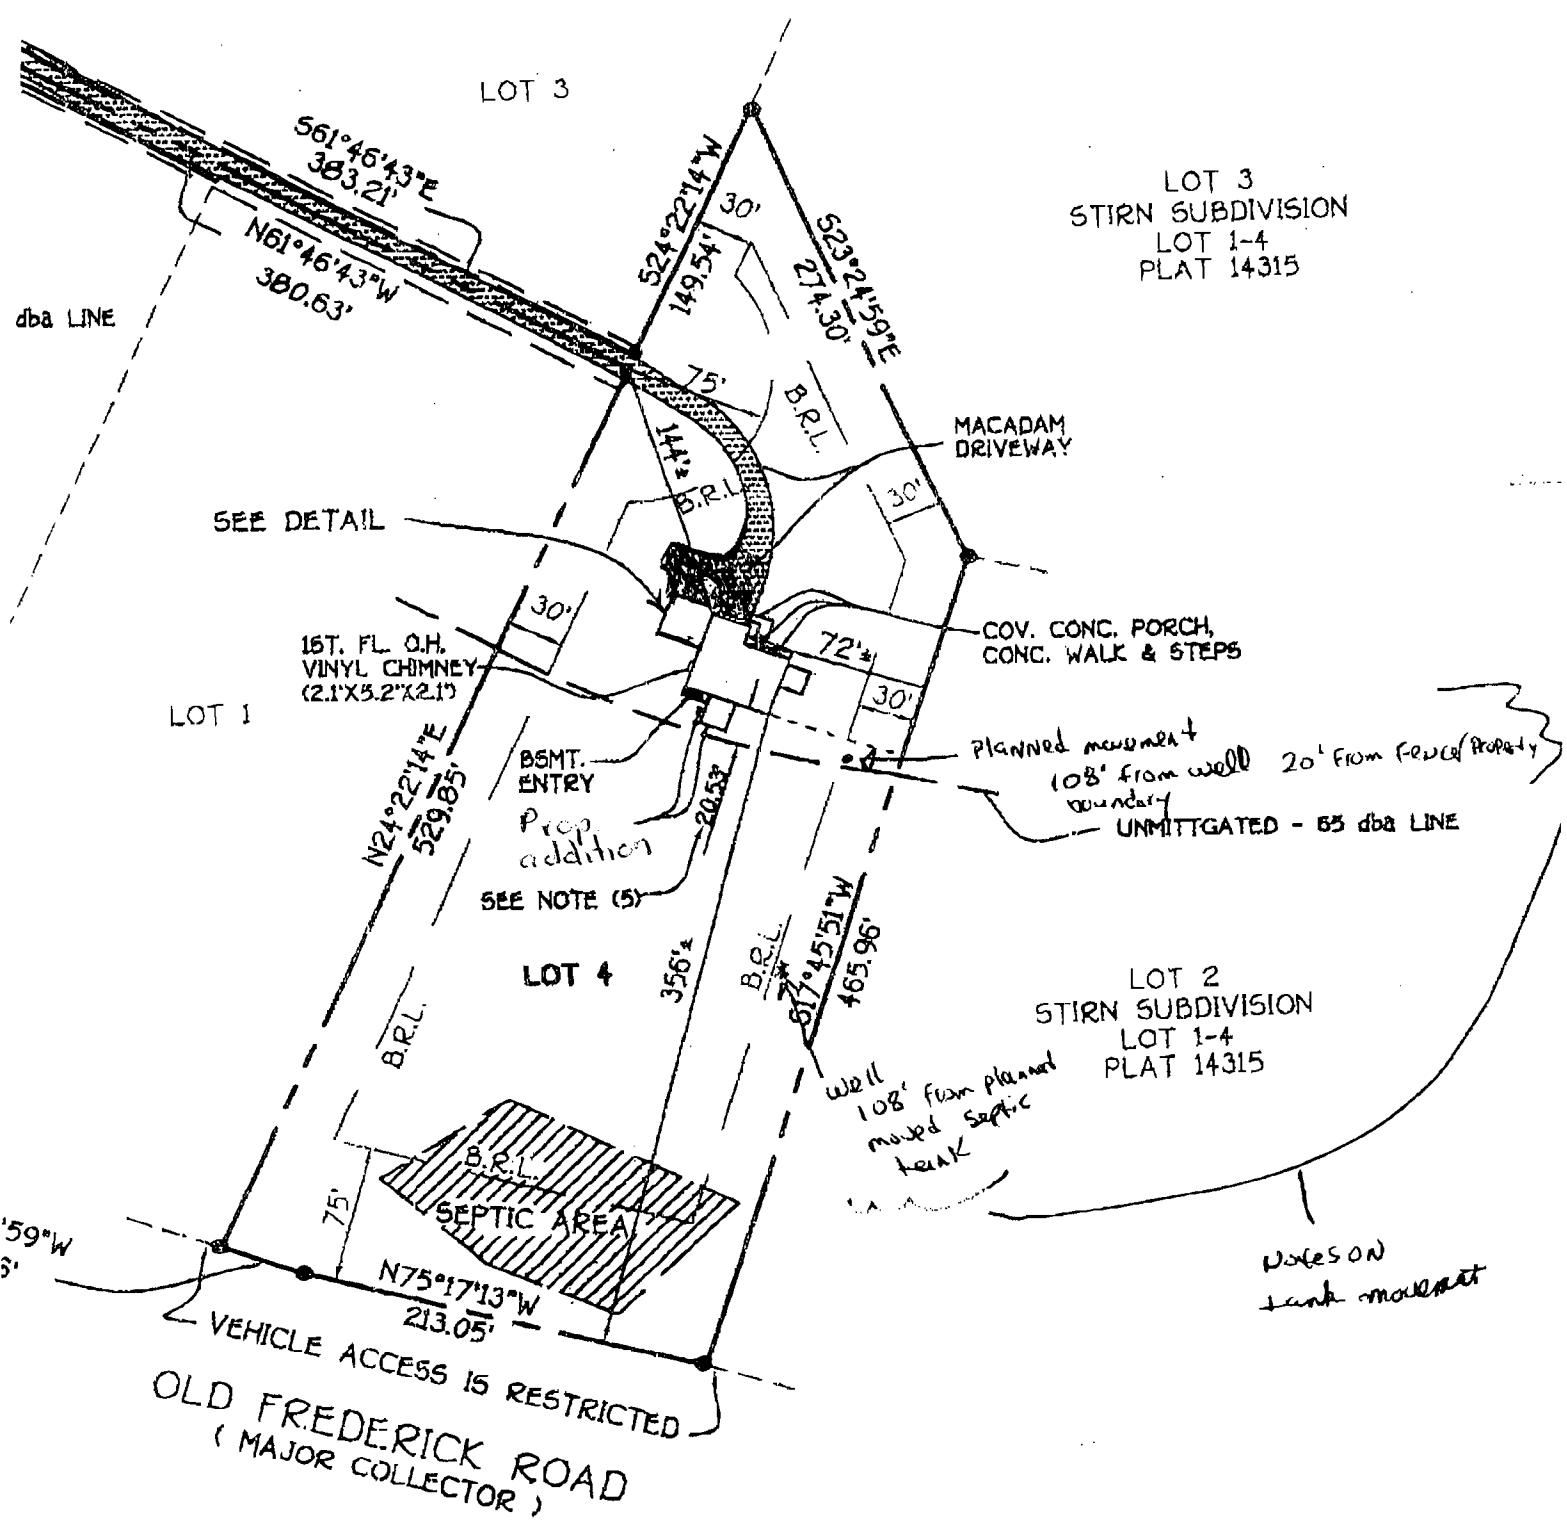 LOT 3
S61°46'43"E
383.21'
N61°46'43"W
380.63'
dba LINE
S24°22'14"W
149.54'
30'
S23°24'59"E
274.30'
LOT 3
STIRN SUBDIVISION
LOT 1-4
PLAT 14315
75'
B.R.L.
MACADAM
DRIVEWAY
144'±
B.R.L.
30'
SEE DETAIL
30'
1ST. FL. O.H.
VINYL CHIMNEY
(2.1'X5.2'X2.1')
COV. CONC. PORCH,
CONC. WALK & STEPS
72'±
30'
LOT 1
N24°22'14"E
529.85'
BSMT.
ENTRY
Prop.
addition
20.53'
SEE NOTE (5)
Planned movement
108' from well 20' from Fence/Property
boundary
UNMITTGATED - 65 dba LINE
LOT 4
356'±
B.R.L.
S17°45'51"W
465.96'
B.R.L.
LOT 2
STIRN SUBDIVISION
LOT 1-4
PLAT 14315
well
108' from planned
moved septic
tank
B.R.L.
SEPTIC AREA
75'
'59"W
6'
N75°17'13"W
213.05'
Notes on
tank movement
VEHICLE ACCESS IS RESTRICTED
OLD FREDERICK ROAD
( MAJOR COLLECTOR )